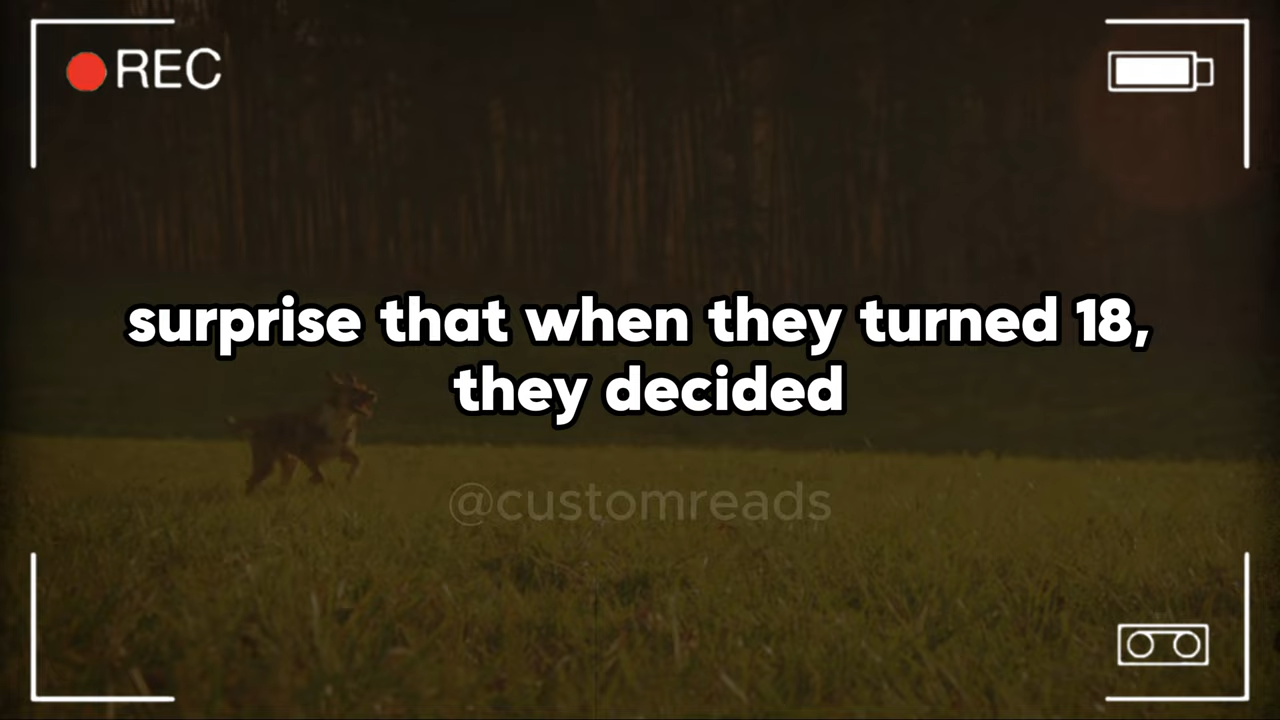 REC
surprise that when they turned 18,
they decided
@customreads